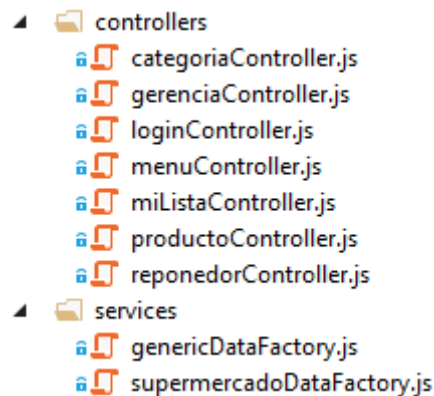 controllers
categoriaController.js
gerenciaController.js
loginController.js
menuController.js
miListaController.js
productoController.js
reponedorController.js
services
genericDataFactory.js
supermercadoDataFactory.js